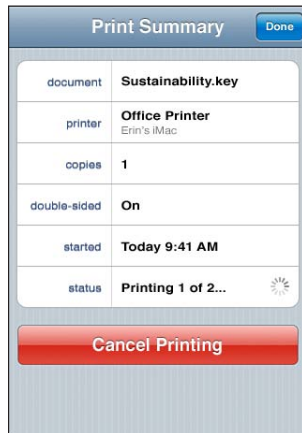 Print Summary
Done
document Sustainability.key
printer Office Printer
Erin's iMac
copies 1
double-sided On
started Today 9:41 AM
status Printing 1 of 2...
Cancel Printing